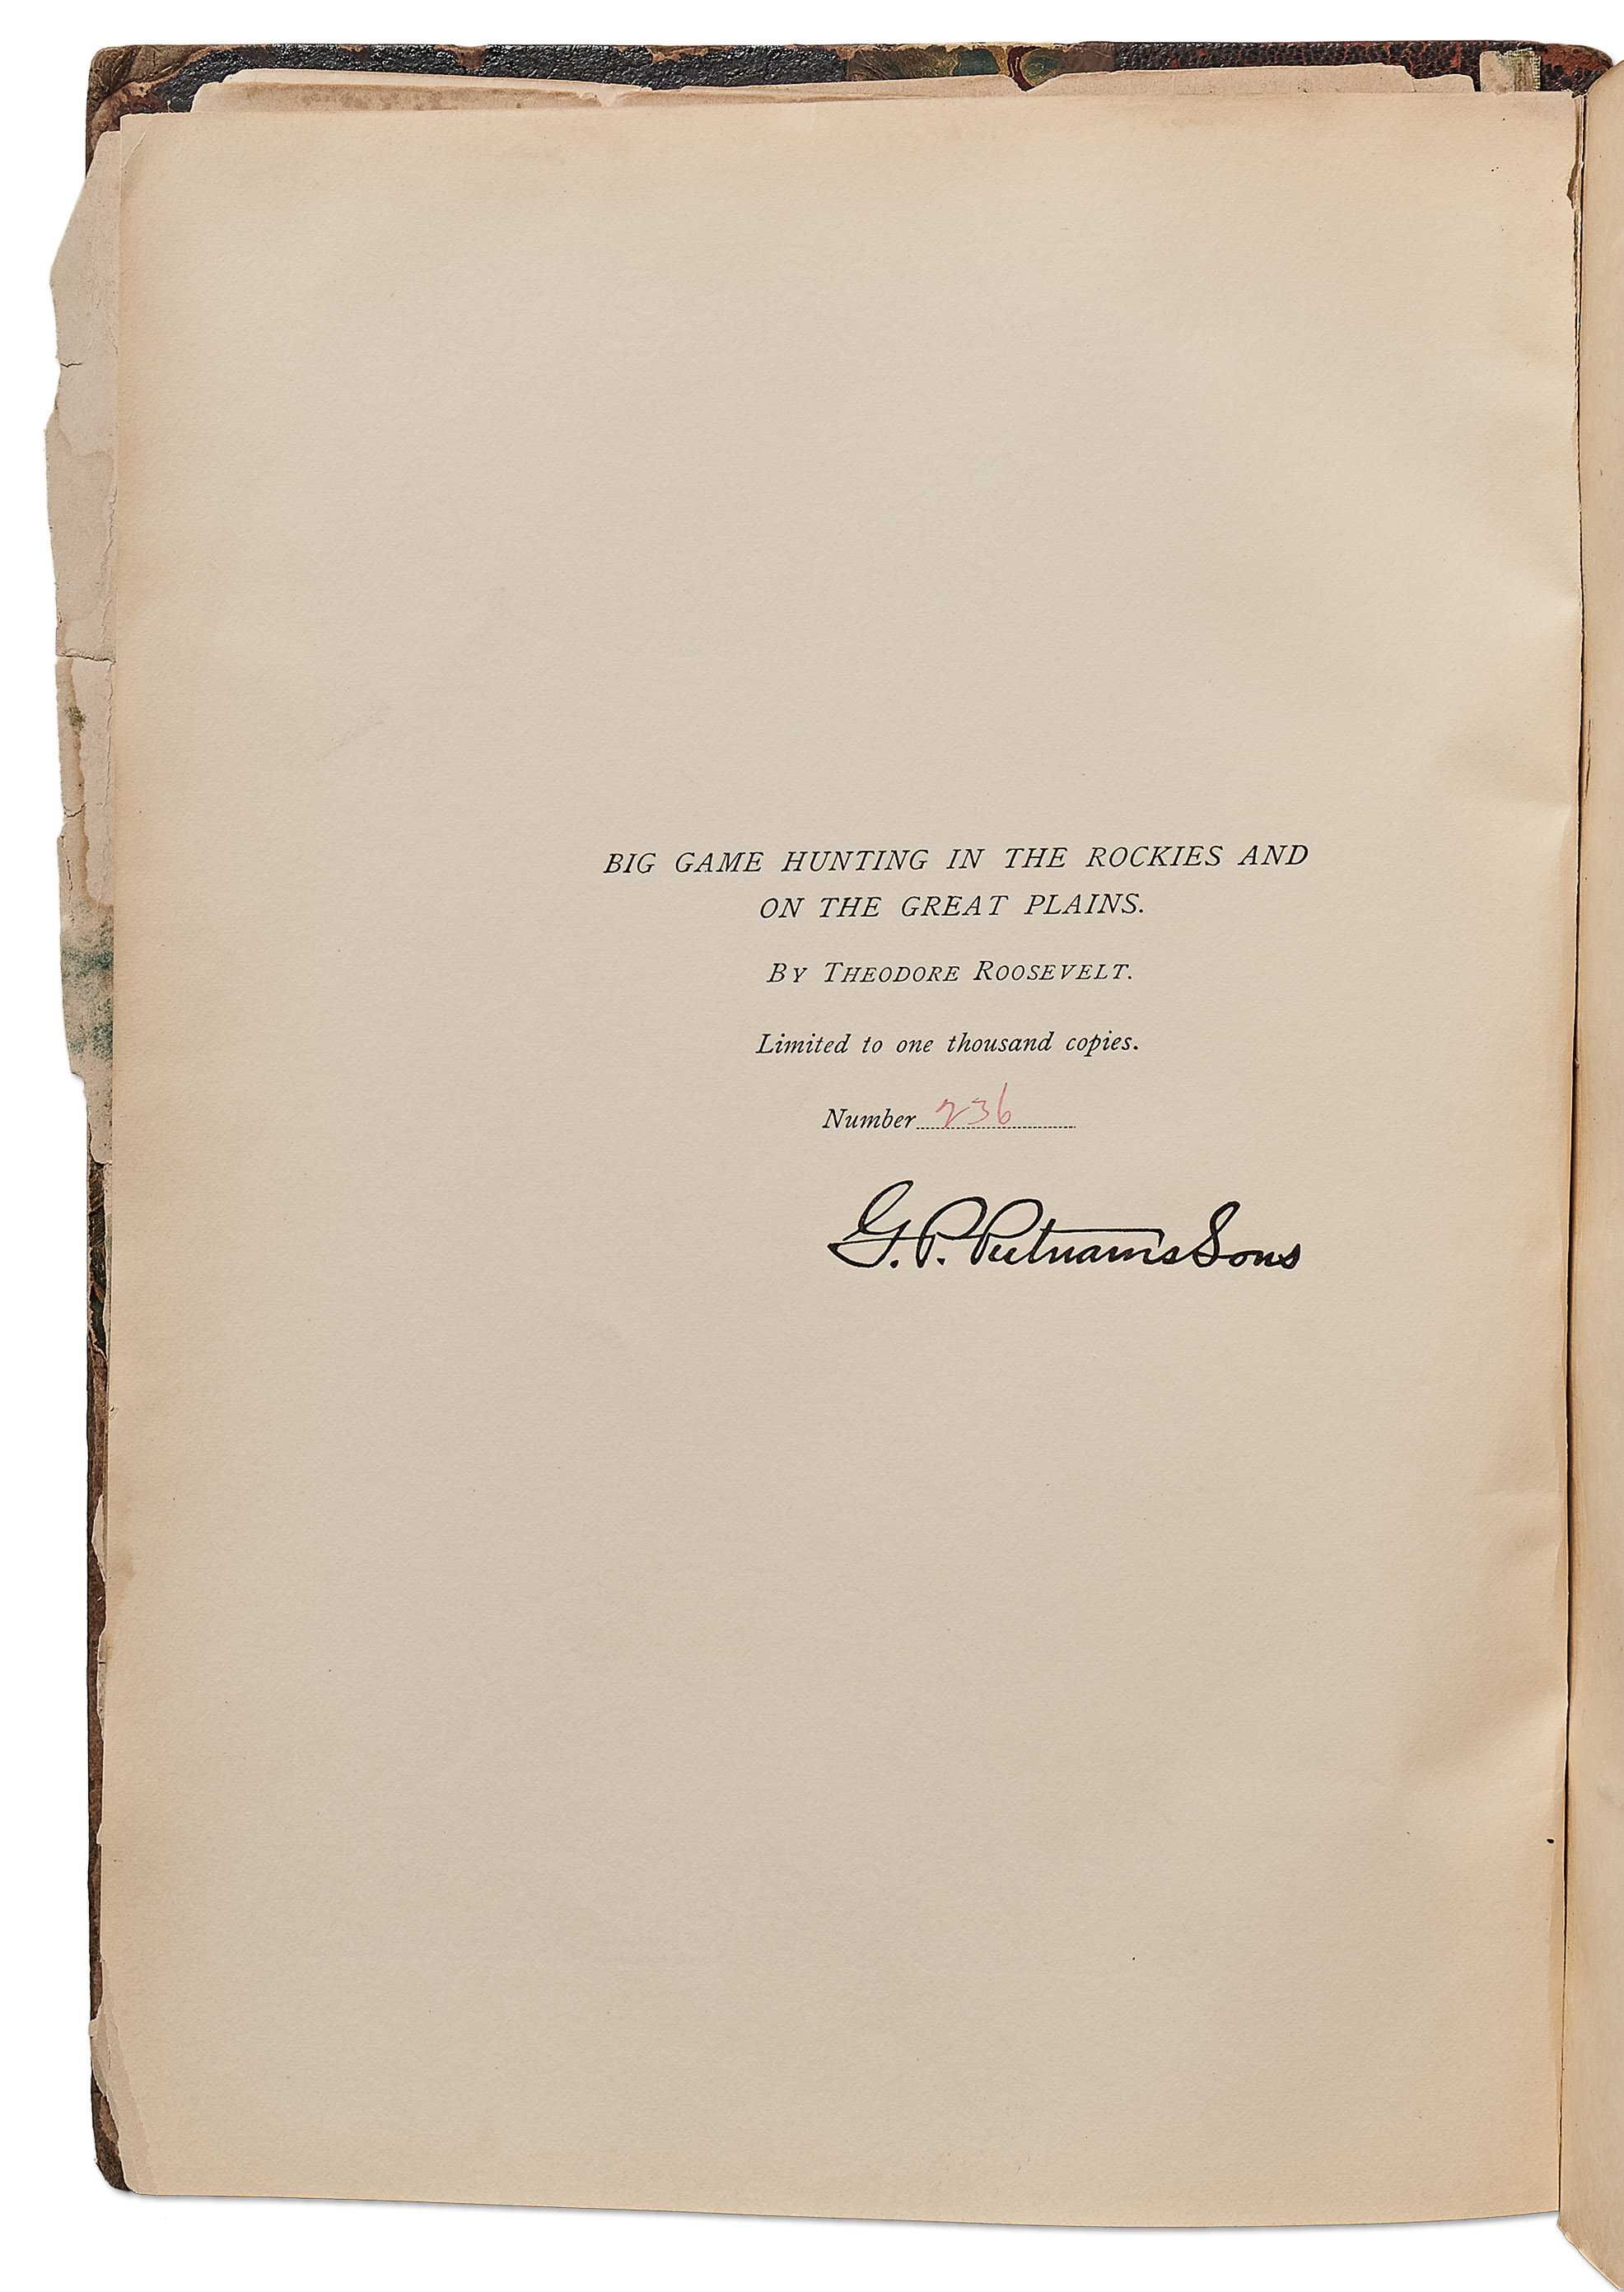 BIG GAME HUNTING IN THE ROCKIES AND
ON THE GREAT PLAINS.
BY THEODORE ROOSEVELT.
Limited to one thousand copies.
Number 236
G. P. Putnam's Sons